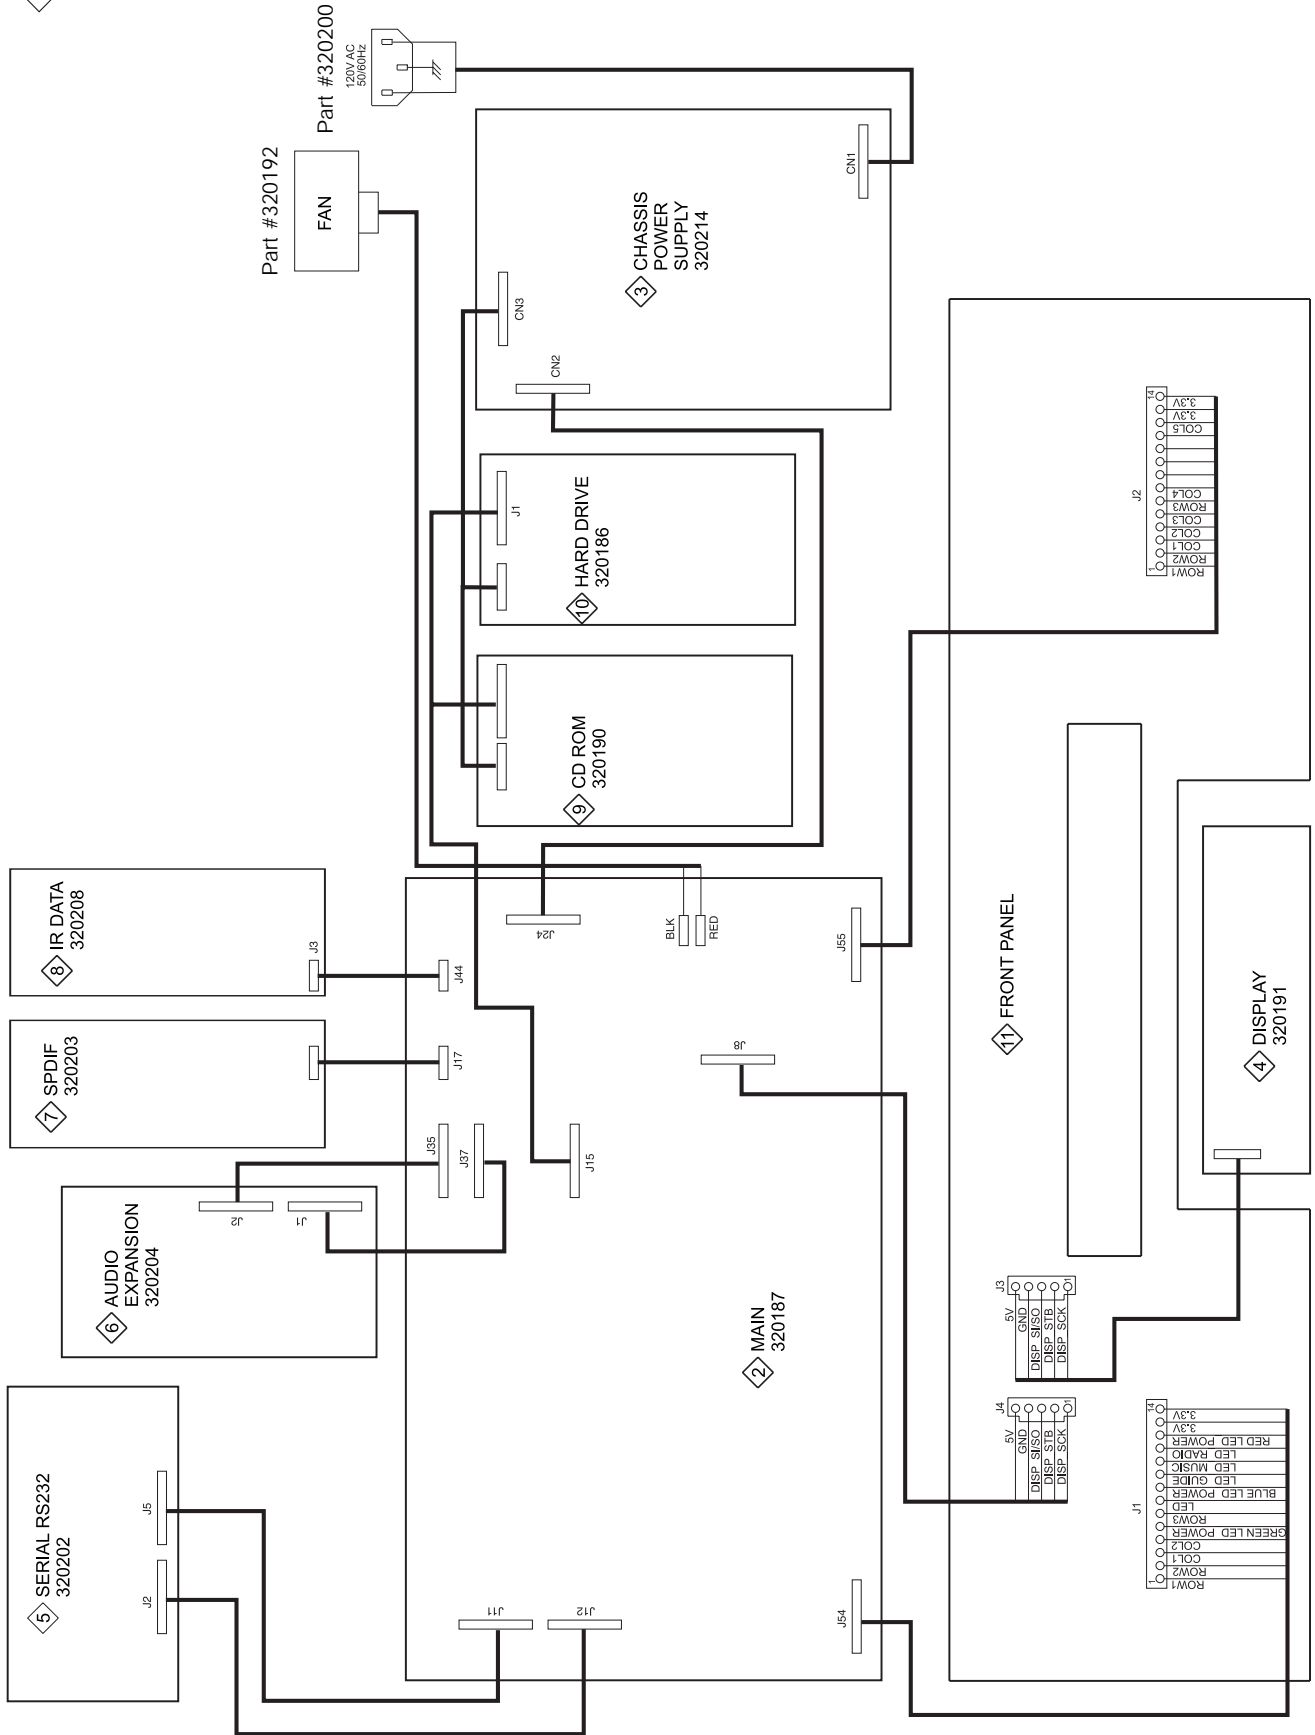 Part #320200
120V AC
50/60Hz
Part #320192
FAN
3
CHASSIS
POWER
SUPPLY
320214
CN1
CN2
CN3
10
HARD DRIVE
320186
J1
9
CD ROM
320190
8
IR DATA
320208
J3
7
SPDIF
320203
6
AUDIO
EXPANSION
320204
J2
J1
5
SERIAL RS232
320202
J2
J5
2
MAIN
320187
J11
J12
J35
J37
J17
J44
J15
J24
BLK
RED
J8
J54
J55
11
FRONT PANEL
4
DISPLAY
320191
J4
5V
GND
DISP SI/SO
DISP STB
DISP SCK
1
J3
5V
GND
DISP SI/SO
DISP STB
DISP SCK
1
J1
1
14
ROW1
ROW2
COL1
COL2
GREEN LED POWER
ROW3
LED
BLUE LED POWER
LED GUIDE
LED MUSIC
LED RADIO
RED LED POWER
3.3V
3.3V
J2
1
14
ROW1
ROW2
COL1
COL2
COL3
ROW3
COL4
COL5
3.3V
3.3V